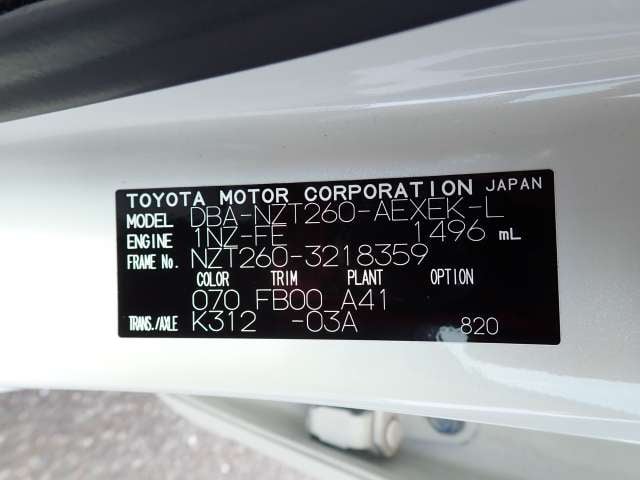 TOYOTA MOTOR CORPORATION JAPAN
MODEL DBA-NZT260-AEXEK-L
ENGINE 1NZ-FE 1496 mL
FRAME No. NZT260-3218359
COLOR TRIM PLANT OPTION
070 FB00 A41
TRANS./AXLE K312 -03A 820